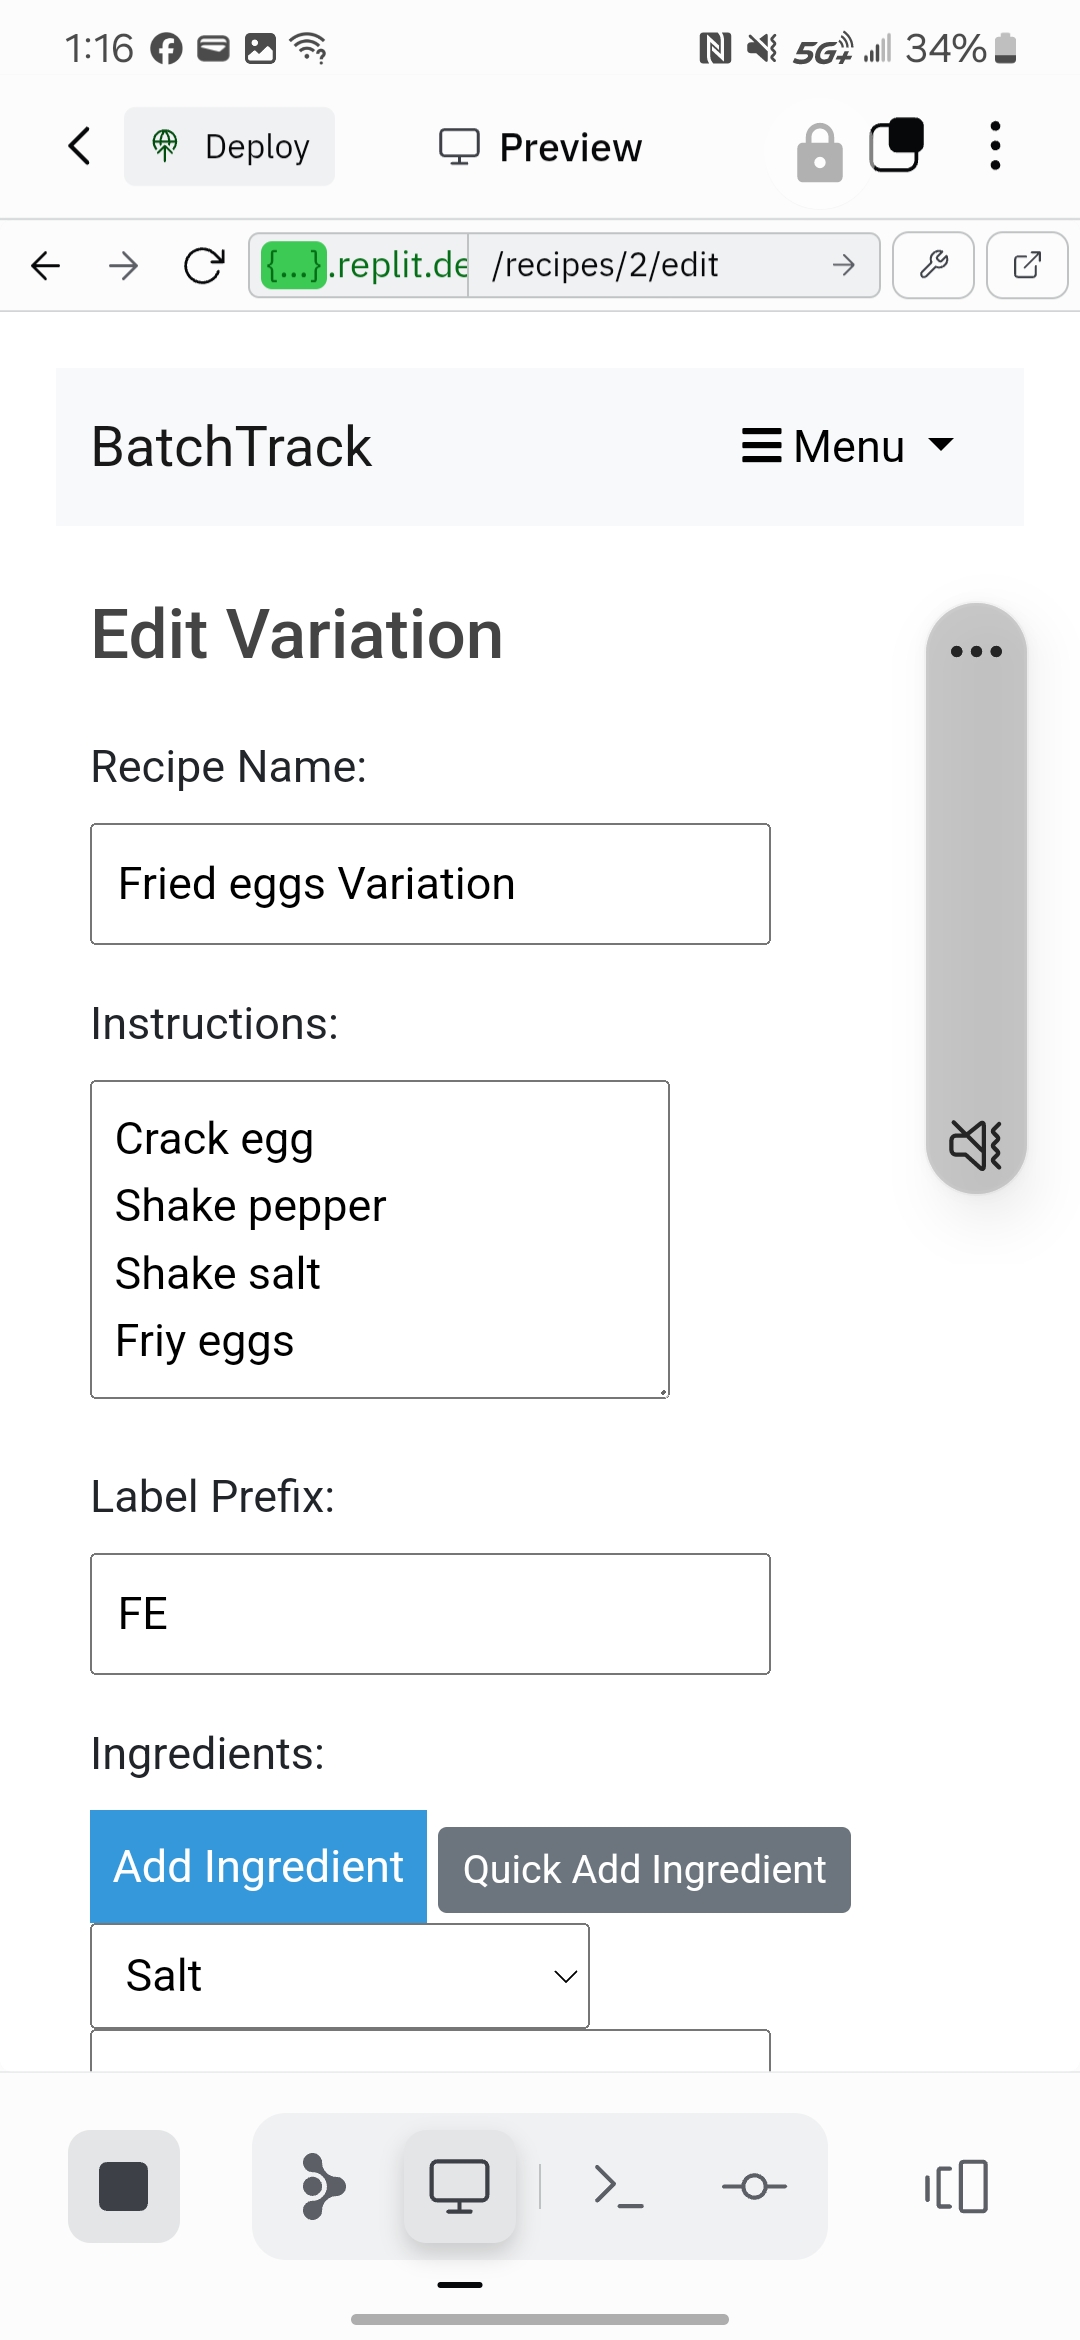 1:16 5G+ 34%
Deploy Preview
{...}.replit.de /recipes/2/edit
BatchTrack Menu
Edit Variation
Recipe Name:
Fried eggs Variation
Instructions:
Crack egg
Shake pepper
Shake salt
Friy eggs
Label Prefix:
FE
Ingredients:
Add Ingredient Quick Add Ingredient
Salt